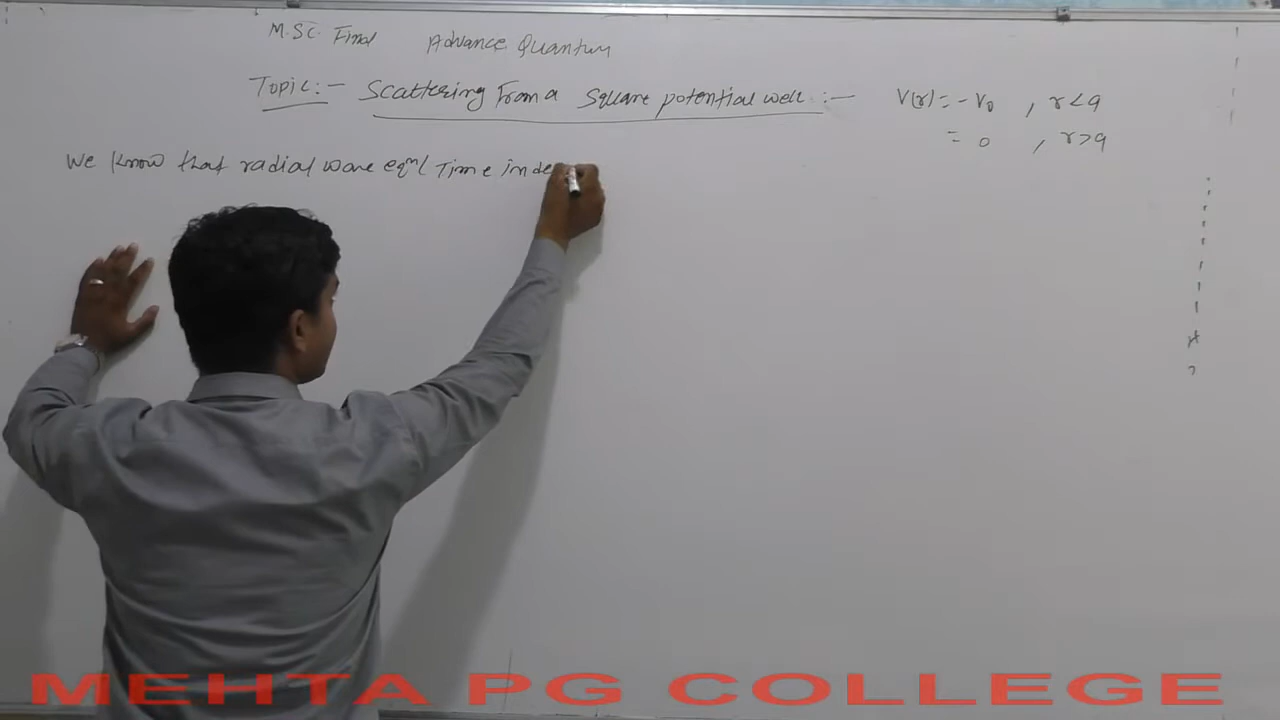 M.SC. Final Advance Quantum
Topic:- Scattering From a Square potential well :-
V(r) = - V0 , r < a
= 0 , r > a
We know that radial wave eqn/ Time inde
MEHTA PG COLLEGE